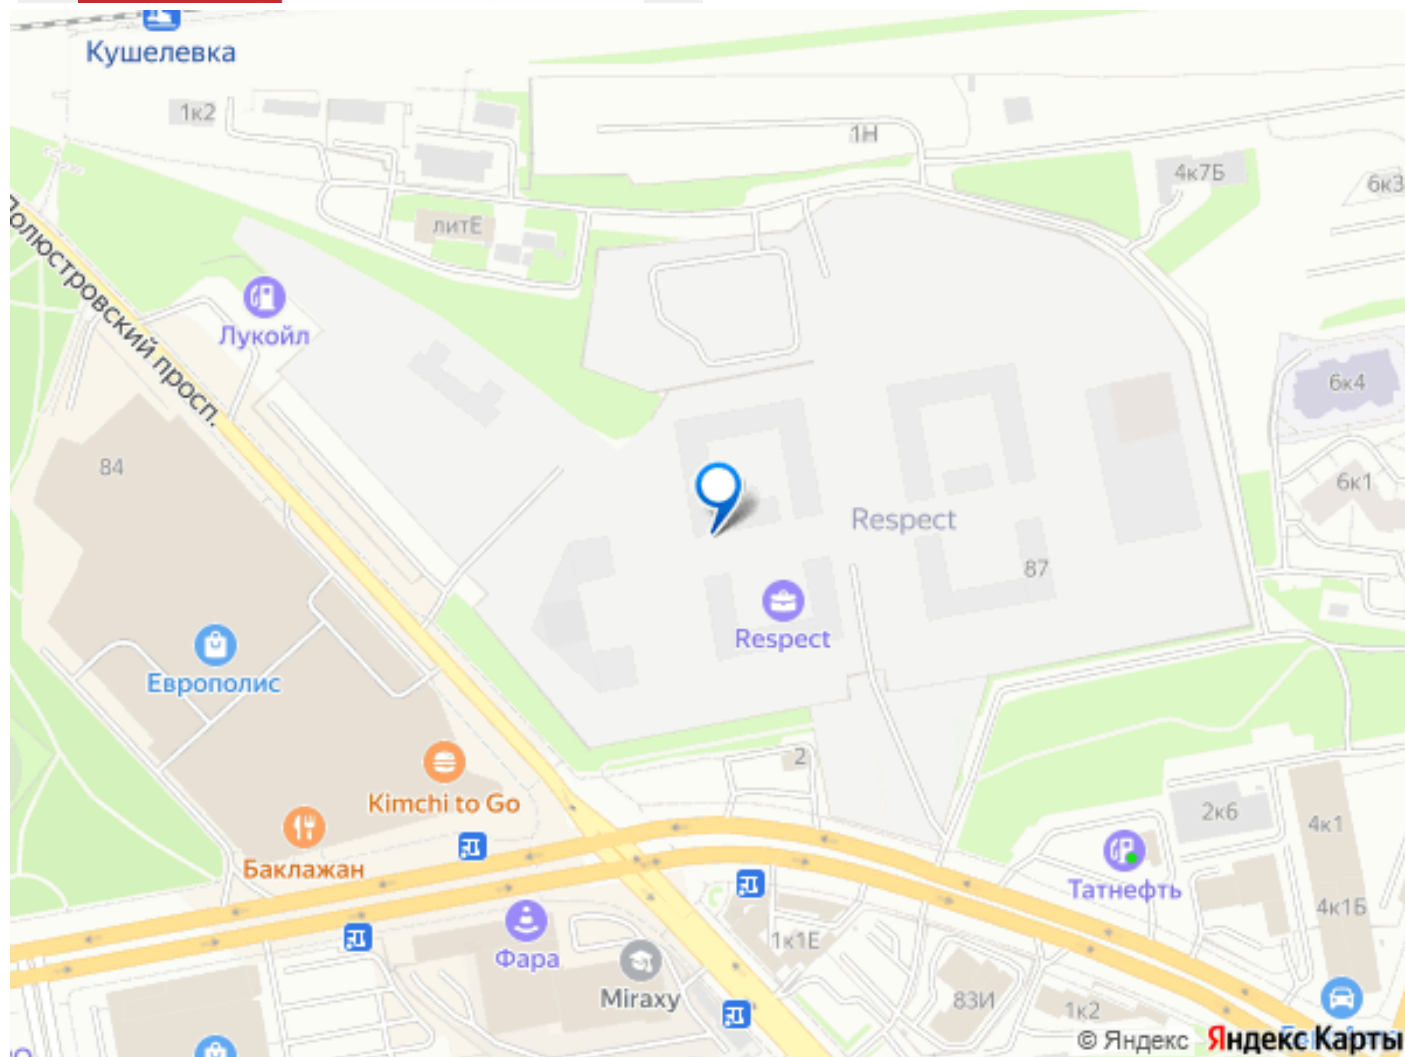 Кушелевка
1к2
1Н
4к7Б
6к3
литЕ
Лукойл
Полюстровский просп.
6к4
84
6к1
Respect
87
Respect
Европолис
2
Kimchi to Go
2к6
4к1
Баклажан
Татнефть
4к1Б
1к1Е
Фара
Miraxy
83И
1к2
© Яндекс Яндекс Карты